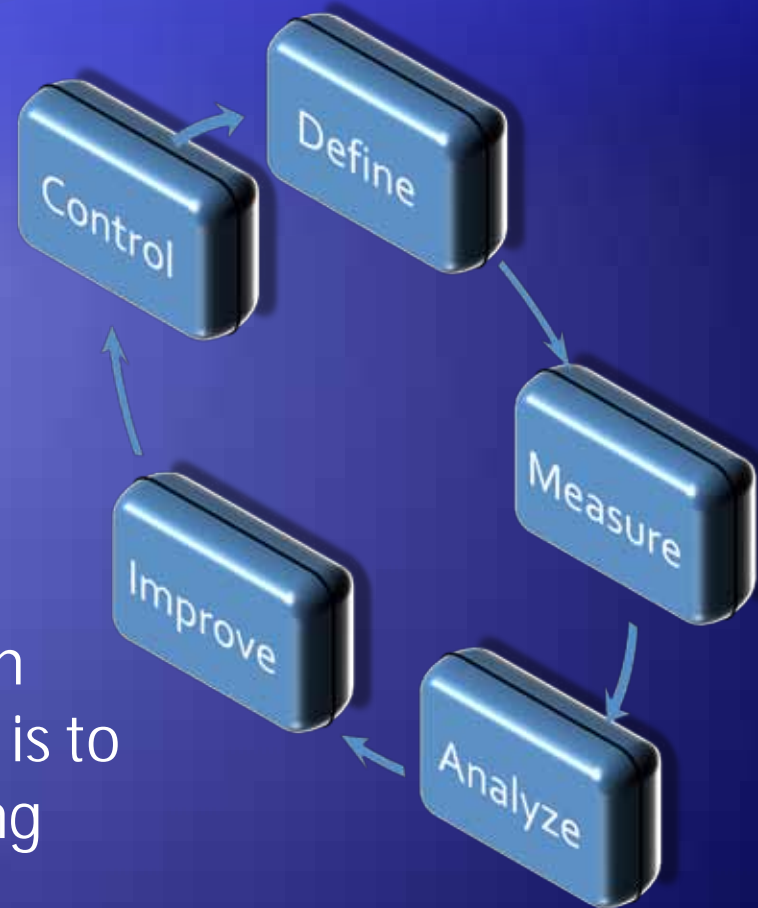 Define
Control
Measure
Improve
Analyze
is to